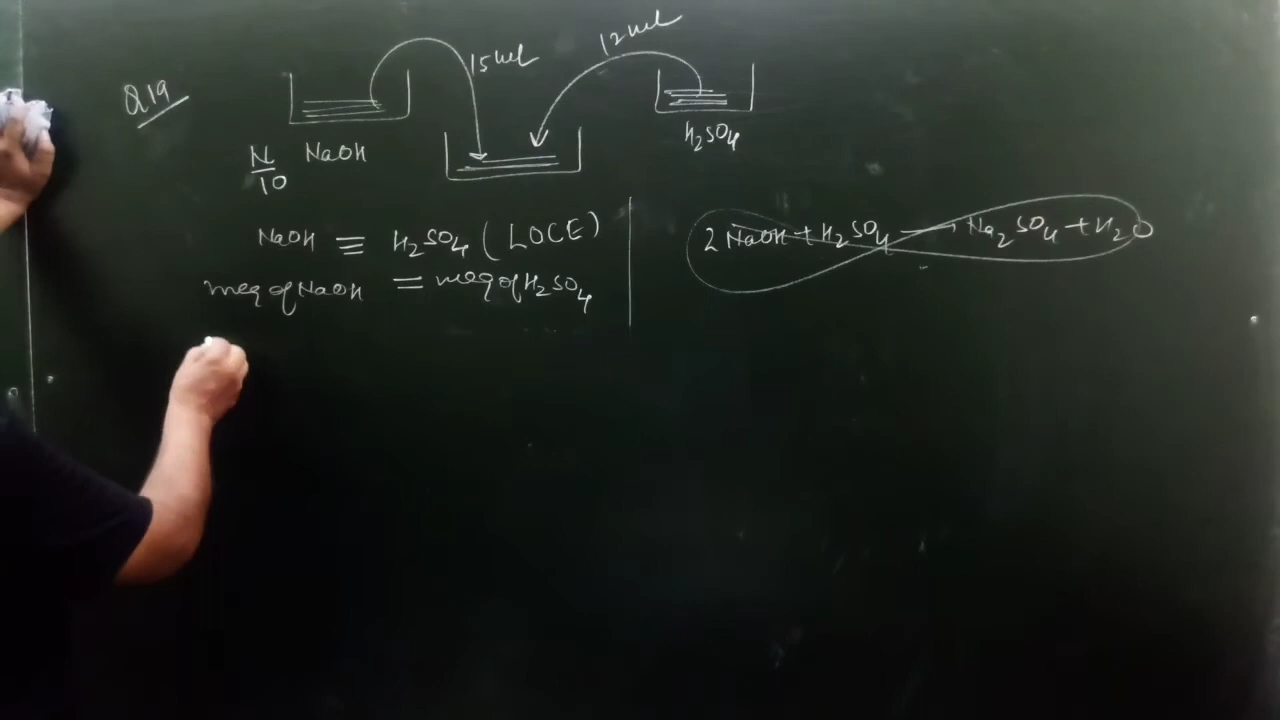 Q19
15ml
12ml
N/10 NaOH
H₂SO₄
NaOH ≡ H₂SO₄ (LOCE)
meq of NaOH = meq of H₂SO₄
2 NaOH + H₂SO₄ → Na₂SO₄ + H₂O